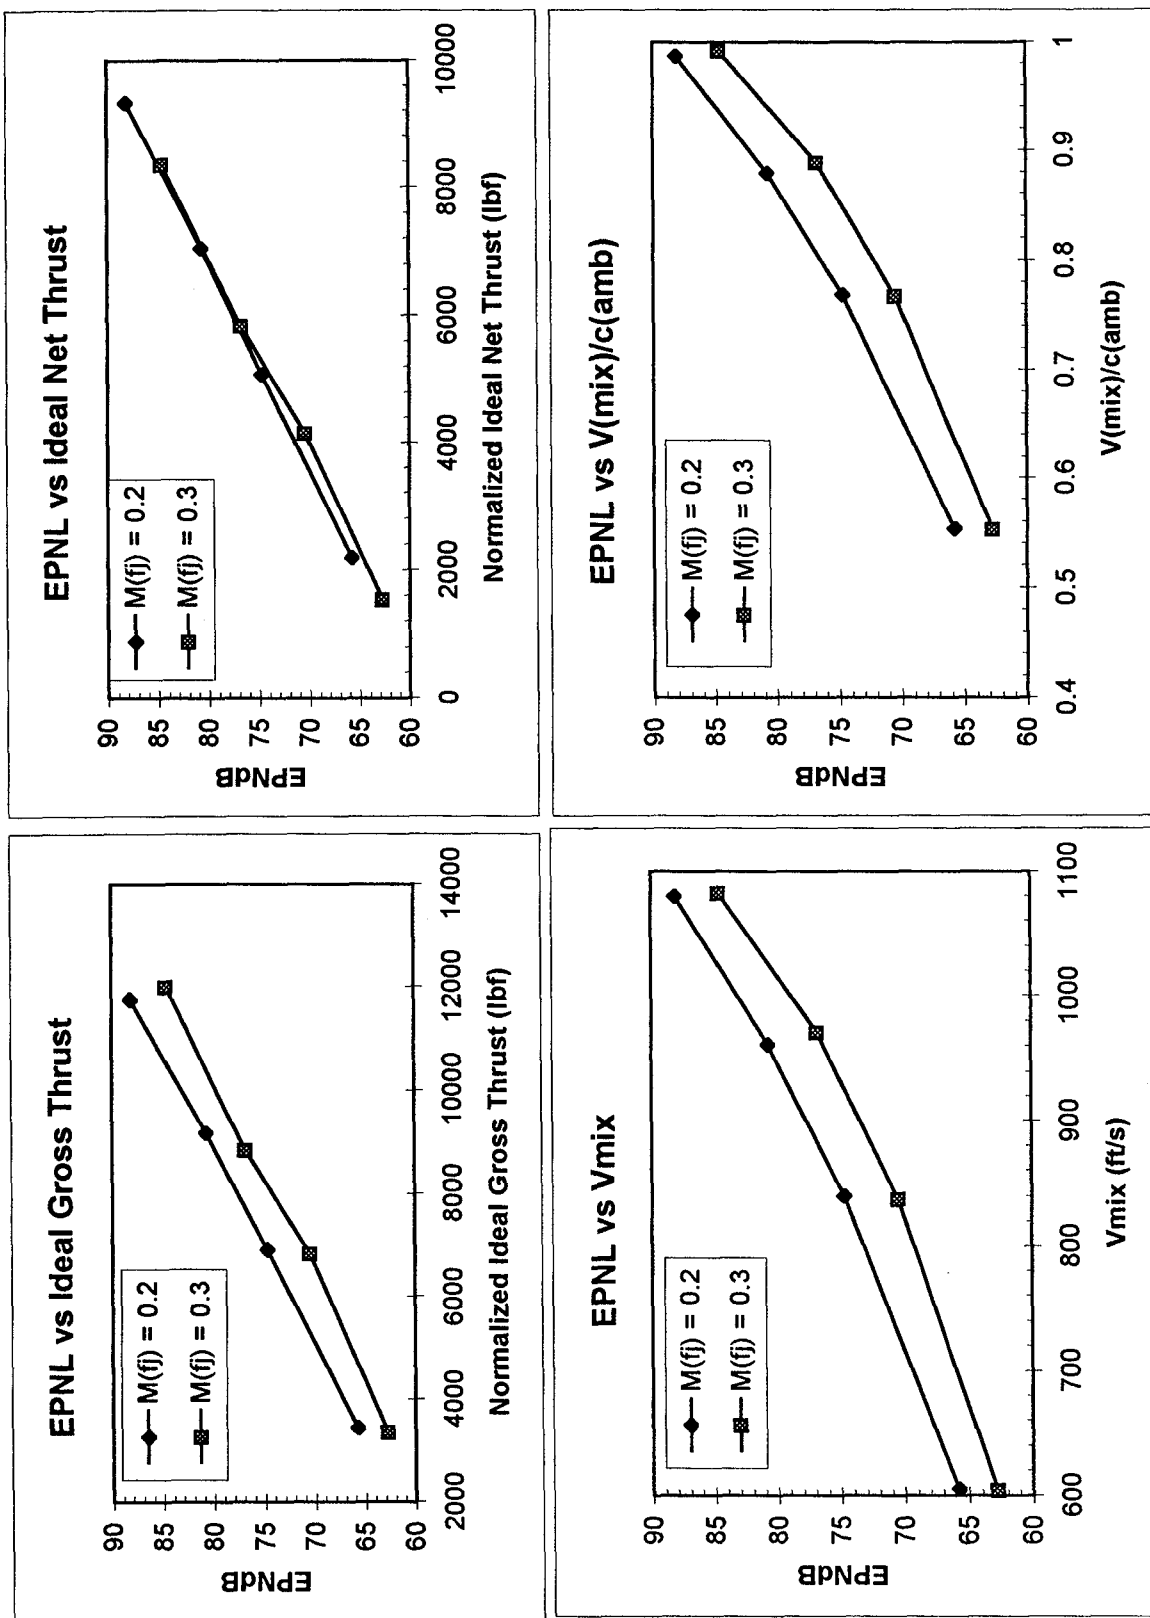 EPNL vs Ideal Gross Thrust
M(fj) = 0.2
M(fj) = 0.3
90
85
80
75
70
65
60
EPNdB
2000 4000 6000 8000 10000 12000 14000
Normalized Ideal Gross Thrust (lbf)
EPNL vs Ideal Net Thrust
M(fj) = 0.2
M(fj) = 0.3
90
85
80
75
70
65
60
EPNdB
0 2000 4000 6000 8000 10000
Normalized Ideal Net Thrust (lbf)
EPNL vs Vmix
M(fj) = 0.2
M(fj) = 0.3
90
85
80
75
70
65
60
EPNdB
600 700 800 900 1000 1100
Vmix (ft/s)
EPNL vs V(mix)/c(amb)
M(fj) = 0.2
M(fj) = 0.3
90
85
80
75
70
65
60
EPNdB
0.4 0.5 0.6 0.7 0.8 0.9 1
V(mix)/c(amb)